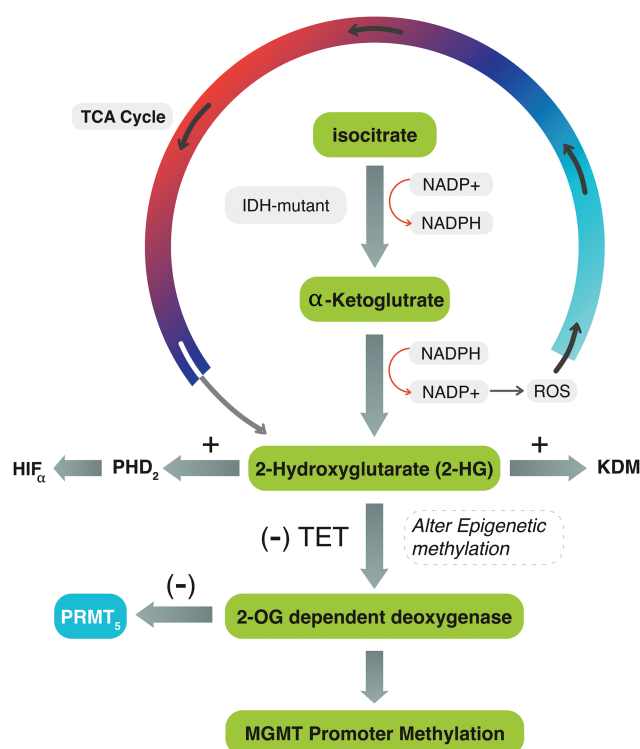 TCA Cycle
isocitrate
IDH-mutant
NADP+
NADPH
α-Ketoglutrate
NADPH
NADP+
ROS
+
+
HIFα
PHD2
2-Hydroxyglutarate (2-HG)
KDM
(-) TET
Alter Epigenetic
methylation
(-)
PRMT5
2-OG dependent deoxygenase
MGMT Promoter Methylation